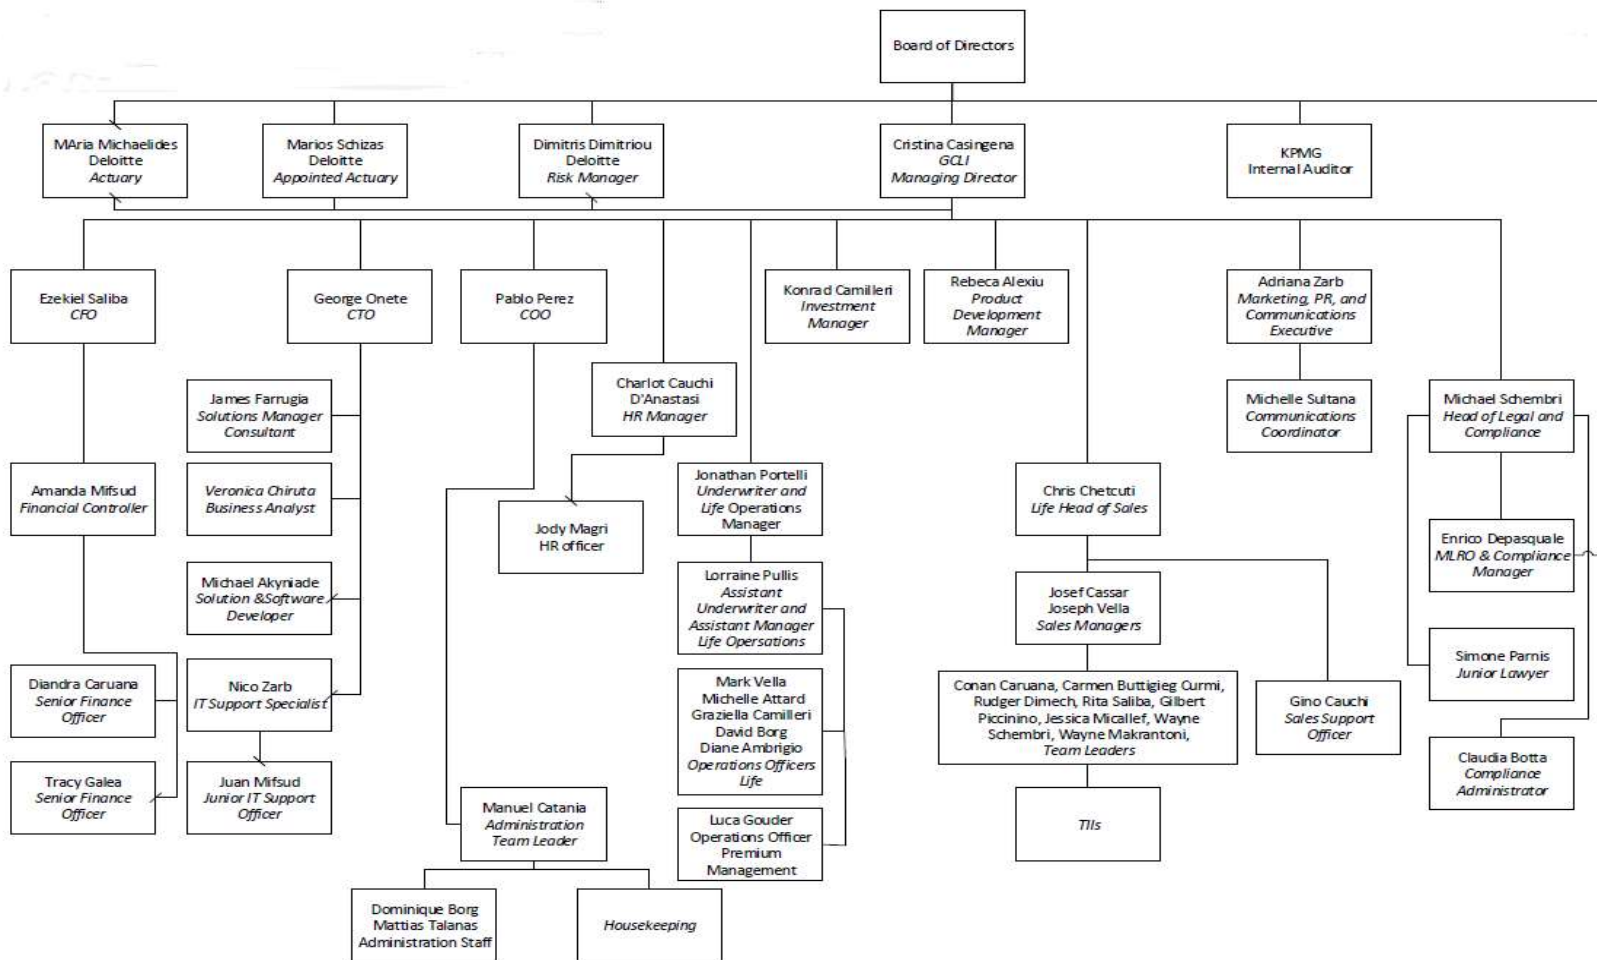 Board of Directors
MAria Michaelides
Deloitte
Actuary
Marios Schizas
Deloitte
Appointed Actuary
Dimitris Dimitriou
Deloitte
Risk Manager
Cristina Casingena
GCLI
Managing Director
KPMG
Internal Auditor
Ezekiel Saliba
CFO
George Onete
CTO
Pablo Perez
COO
Konrad Camilleri
Investment
Manager
Rebeca Alexiu
Product
Development
Manager
Adriana Zarb
Marketing, PR, and
Communications
Executive
Charlot Cauchi
D'Anastasi
HR Manager
James Farrugia
Solutions Manager
Consultant
Michelle Sultana
Communications
Coordinator
Michael Schembri
Head of Legal and
Compliance
Amanda Mifsud
Financial Controller
Veronica Chiruta
Business Analyst
Jody Magri
HR officer
Jonathan Portelli
Underwriter and
Life Operations
Manager
Chris Chetcuti
Life Head of Sales
Enrico Depasquale
MLRO & Compliance
Manager
Michael Akyniade
Solution &Software
Developer
Lorraine Pullis
Assistant
Underwriter and
Assistant Manager
Life Opersations
Josef Cassar
Joseph Vella
Sales Managers
Simone Parnis
Junior Lawyer
Diandra Caruana
Senior Finance
Officer
Nico Zarb
IT Support Specialist
Mark Vella
Michelle Attard
Graziella Camilleri
David Borg
Diane Ambrigio
Operations Officers
Life
Conan Caruana, Carmen Buttigieg Curmi,
Rudger Dimech, Rita Saliba, Gilbert
Piccinino, Jessica Micallef, Wayne
Schembri, Wayne Makrantoni,
Team Leaders
Gino Cauchi
Sales Support
Officer
Claudia Botta
Compliance
Administrator
Tracy Galea
Senior Finance
Officer
Juan Mifsud
Junior IT Support
Officer
Manuel Catania
Administration
Team Leader
Luca Gouder
Operations Officer
Premium
Management
TIIs
Dominique Borg
Mattias Talanas
Administration Staff
Housekeeping